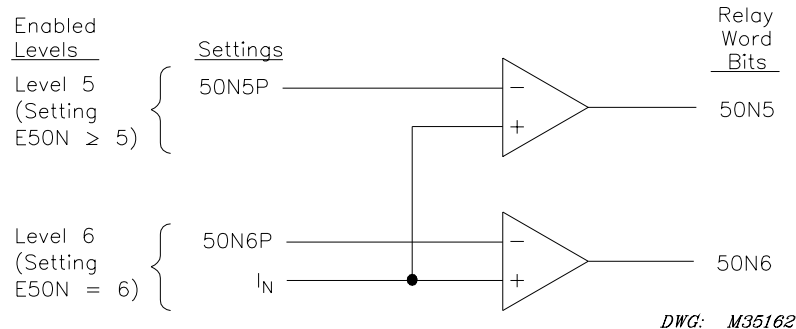 Enabled
Levels
Settings
Relay
Word
Bits
Level 5
(Setting
E50N ≥ 5)
50N5P
−
+
50N5
Level 6
(Setting
E50N = 6)
50N6P
I_N
−
+
50N6
DWG: M35162